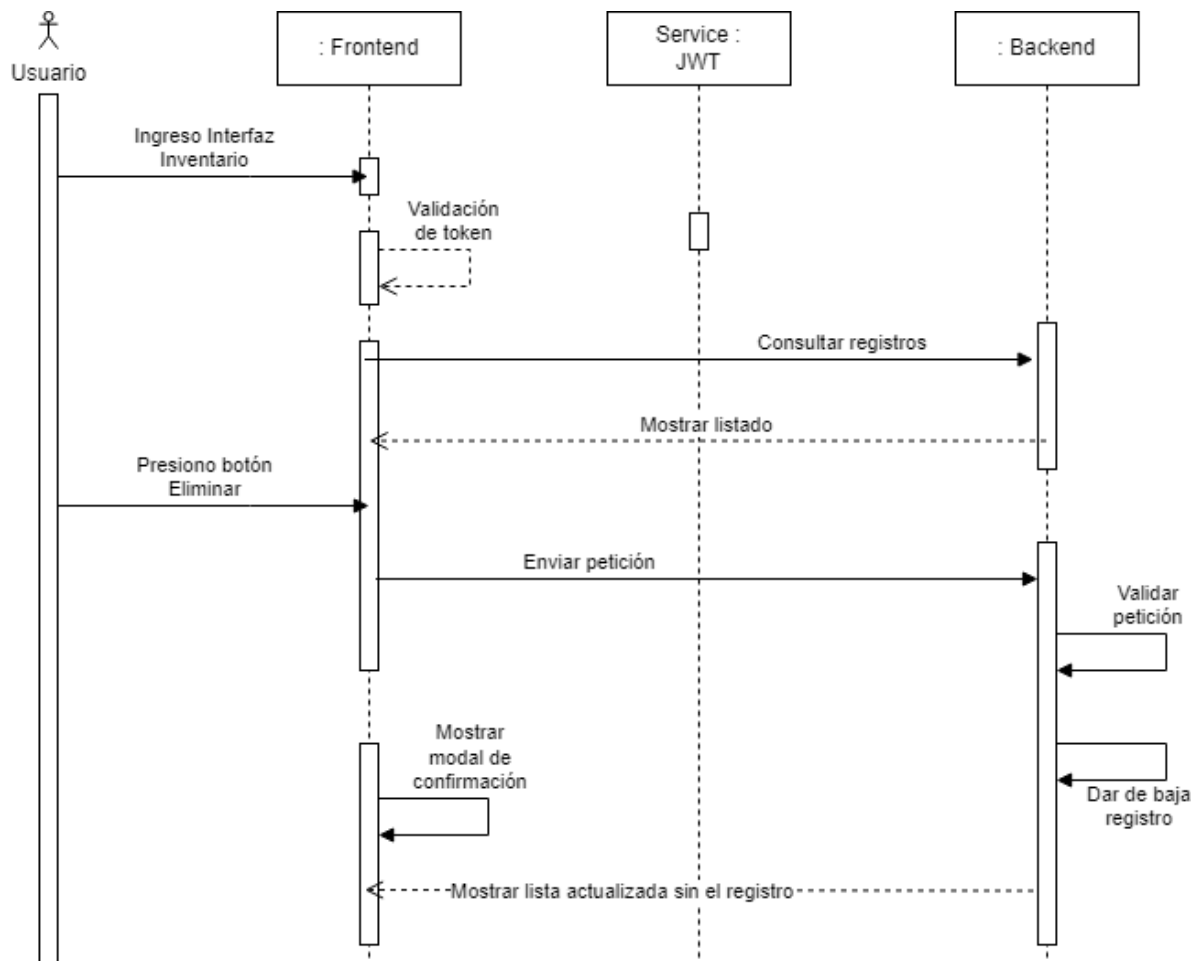 Usuario
: Frontend
Service :
JWT
: Backend
Ingreso Interfaz
Inventario
Validación
de token
Consultar registros
Mostrar listado
Presiono botón
Eliminar
Enviar petición
Validar
petición
Mostrar
modal de
confirmación
Dar de baja
registro
Mostrar lista actualizada sin el registro